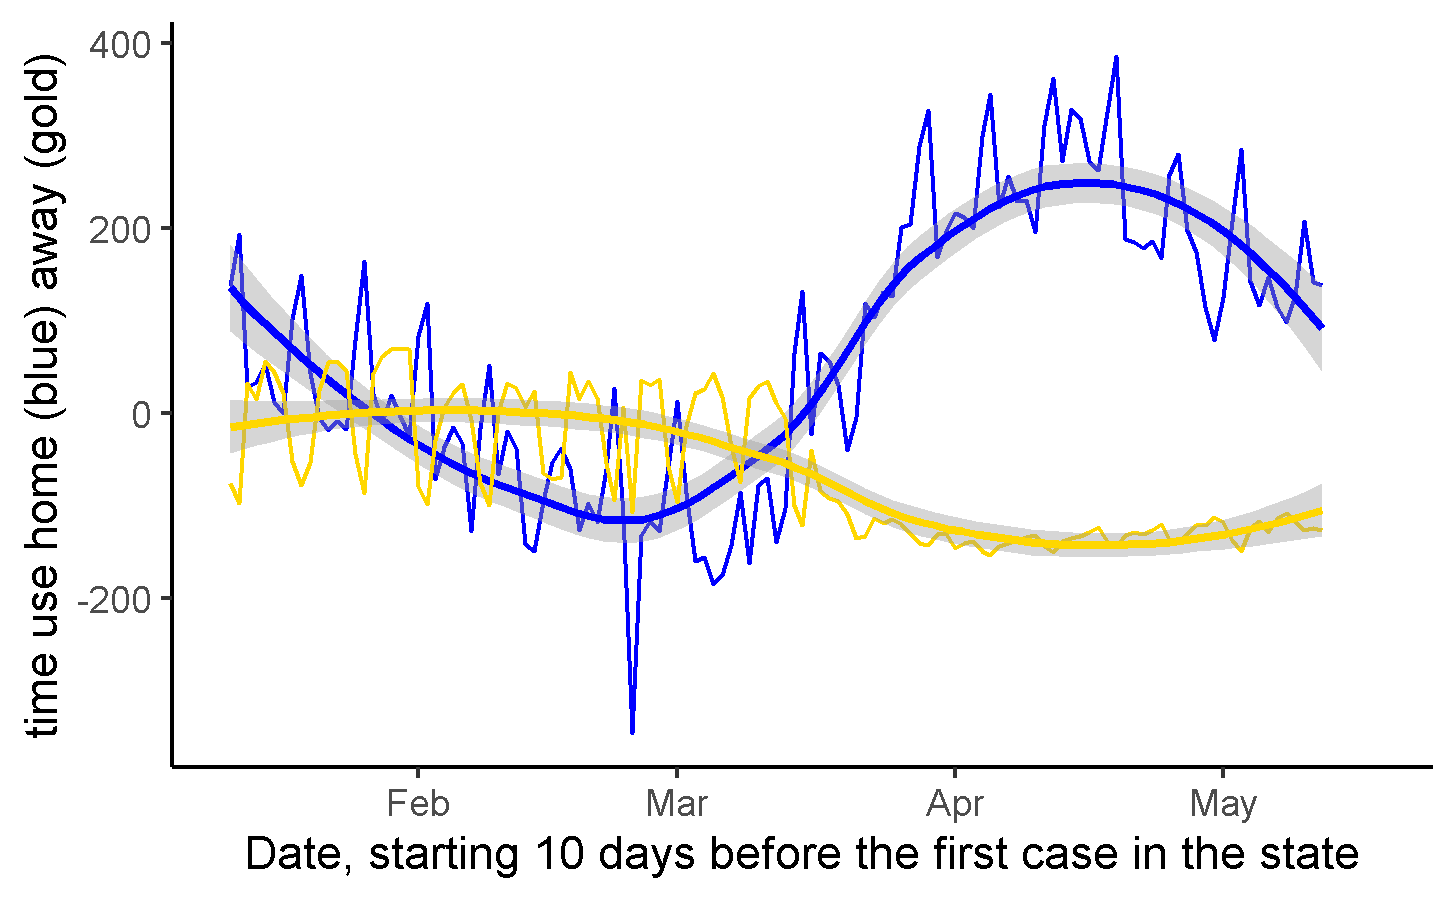 time use home (blue) away (gold)
400
200
0
-200
Feb Mar Apr May
Date, starting 10 days before the first case in the state